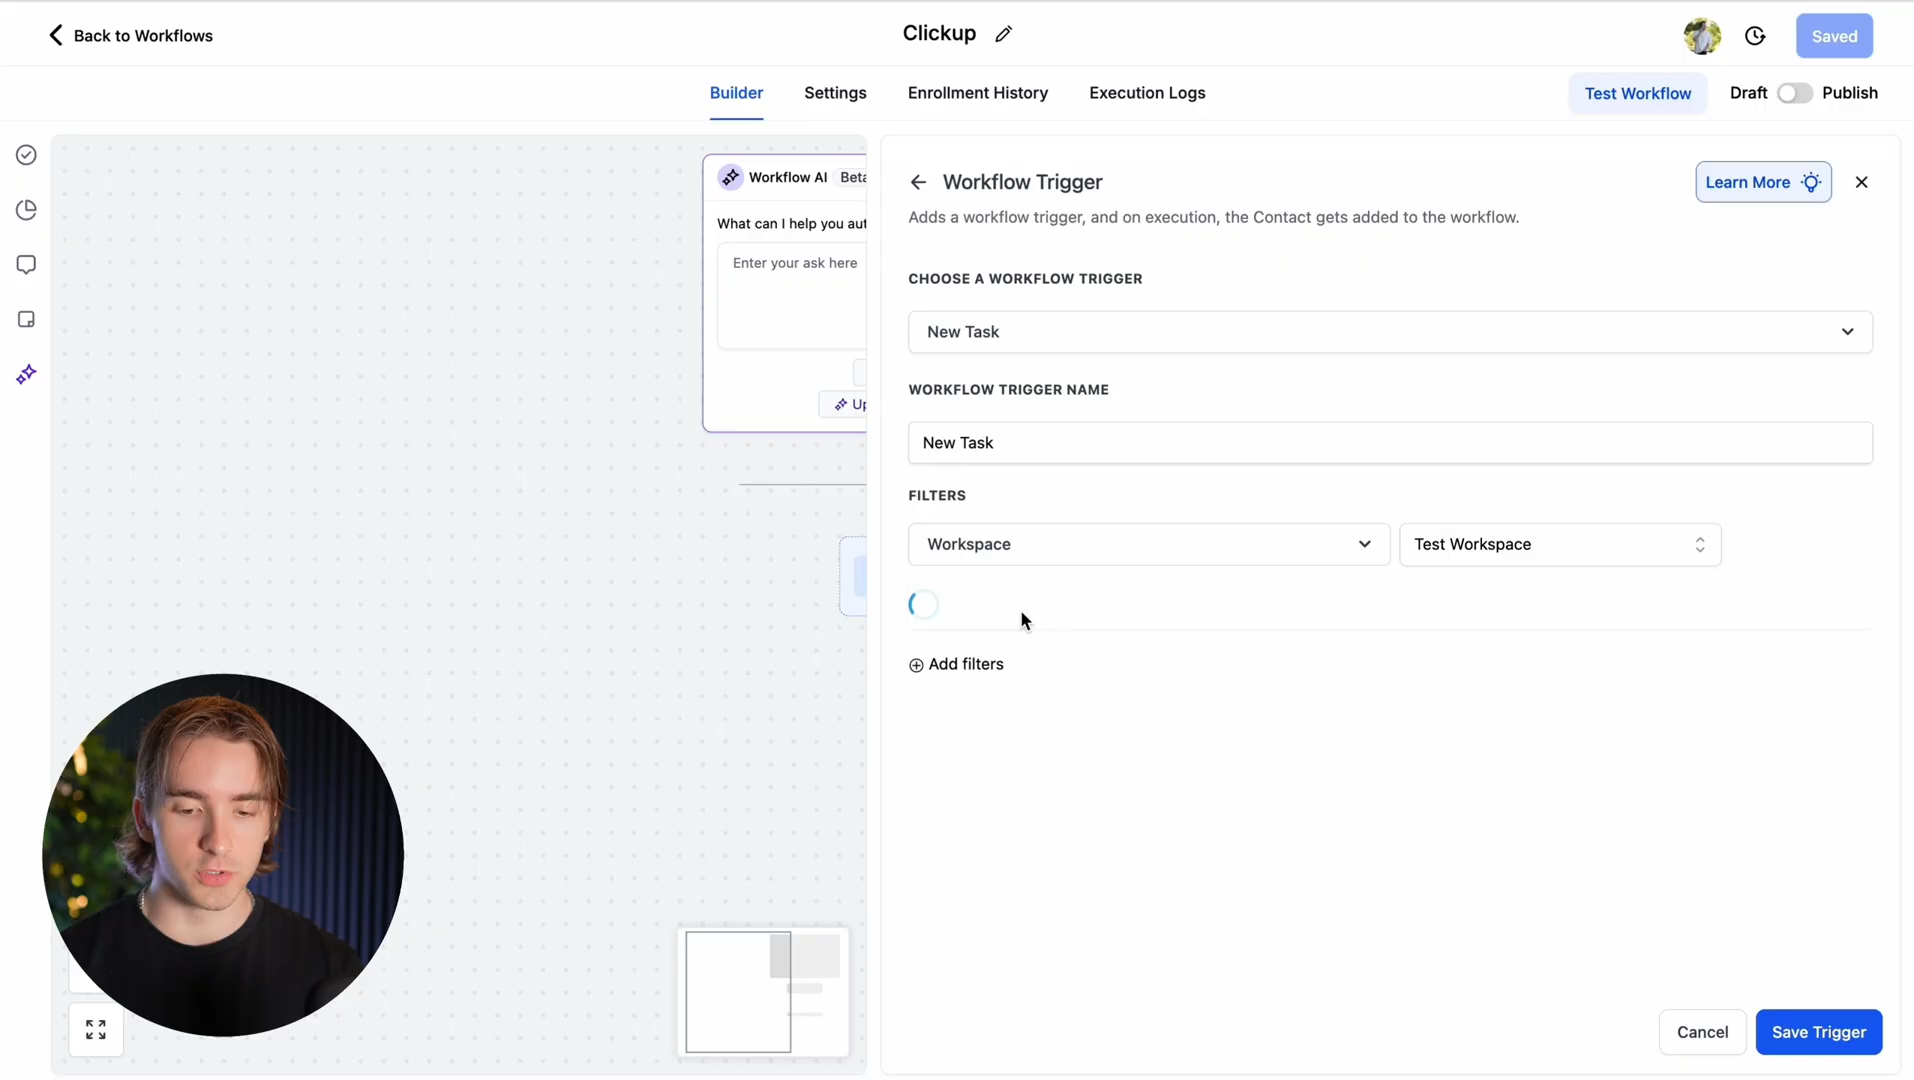 Back to Workflows
Clickup
Saved
Builder
Settings
Enrollment History
Execution Logs
Test Workflow
Draft
Publish
Workflow AI
Beta
What can I help you aut
Enter your ask here
Up
Workflow Trigger
Learn More
Adds a workflow trigger, and on execution, the Contact gets added to the workflow.
CHOOSE A WORKFLOW TRIGGER
New Task
WORKFLOW TRIGGER NAME
New Task
FILTERS
Workspace
Test Workspace
Add filters
Cancel
Save Trigger